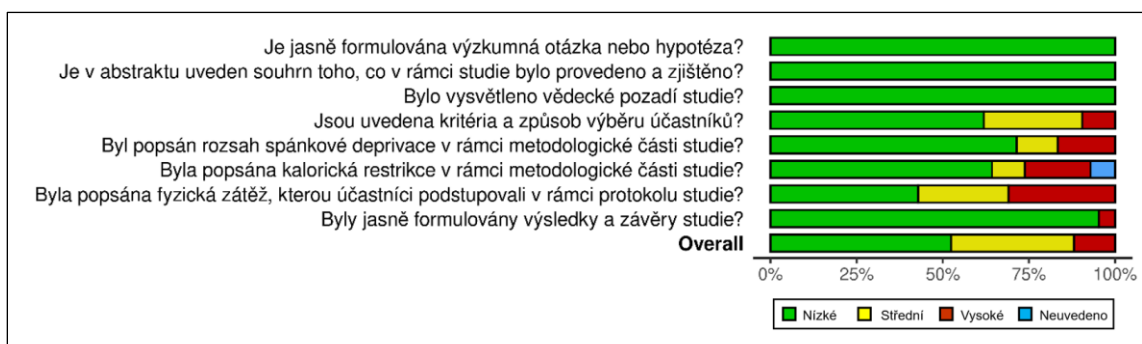 Je jasně formulována výzkumná otázka nebo hypotéza?
Je v abstraktu uveden souhrn toho, co v rámci studie bylo provedeno a zjištěno?
Bylo vysvětleno vědecké pozadí studie?
Jsou uvedena kritéria a způsob výběru účastníků?
Byl popsán rozsah spánkové deprivace v rámci metodologické části studie?
Byla popsána kalorická restrikce v rámci metodologické části studie?
Byla popsána fyzická zátěž, kterou účastníci podstupovali v rámci protokolu studie?
Byly jasně formulovány výsledky a závěry studie?
Overall
0% 25% 50% 75% 100%
Nízké Střední Vysoké Neuvedeno